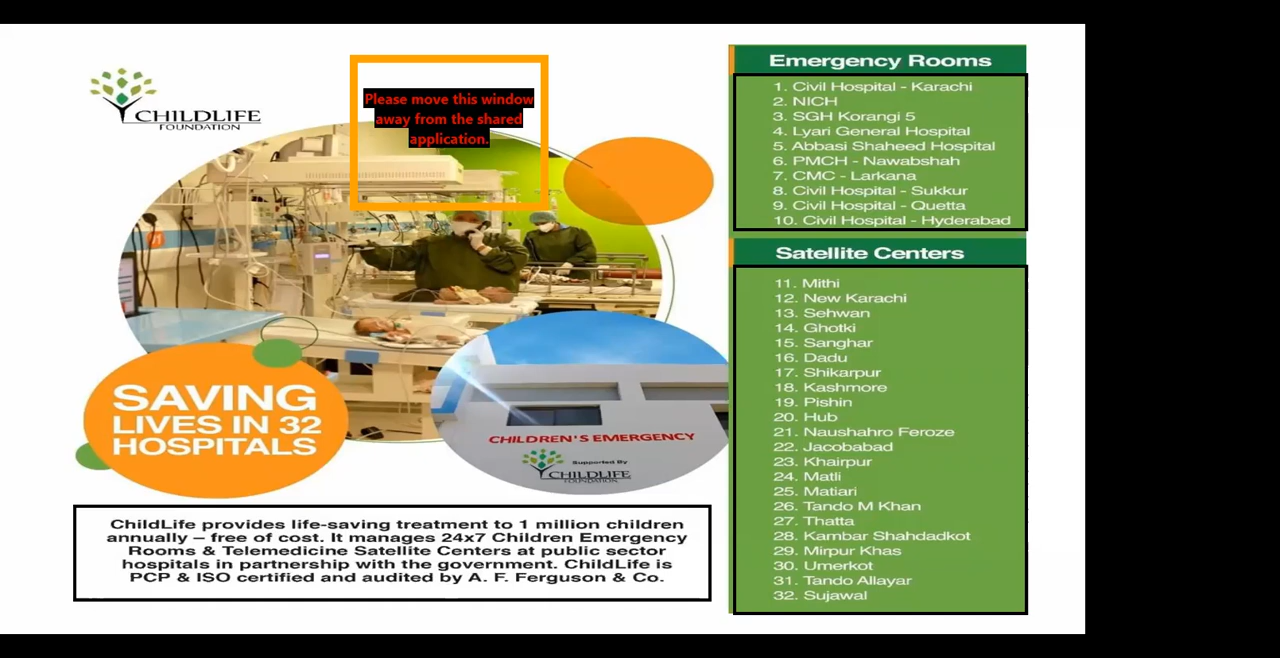 CHILDLIFE
FOUNDATION
Please move this window
away from the shared
application.
SAVING
LIVES IN 32
HOSPITALS
CHILDREN'S EMERGENCY
Supported By
CHILDLIFE
FOUNDATION
ChildLife provides life-saving treatment to 1 million children
annually – free of cost. It manages 24x7 Children Emergency
Rooms & Telemedicine Satellite Centers at public sector
hospitals in partnership with the government. ChildLife is
PCP & ISO certified and audited by A. F. Ferguson & Co.
Emergency Rooms
1. Civil Hospital - Karachi
2. NICH
3. SGH Korangi 5
4. Lyari General Hospital
5. Abbasi Shaheed Hospital
6. PMCH - Nawabshah
7. CMC - Larkana
8. Civil Hospital - Sukkur
9. Civil Hospital - Quetta
10. Civil Hospital - Hyderabad
Satellite Centers
11. Mithi
12. New Karachi
13. Sehwan
14. Ghotki
15. Sanghar
16. Dadu
17. Shikarpur
18. Kashmore
19. Pishin
20. Hub
21. Naushahro Feroze
22. Jacobabad
23. Khairpur
24. Matli
25. Matiari
26. Tando M Khan
27. Thatta
28. Kambar Shahdadkot
29. Mirpur Khas
30. Umerkot
31. Tando Allayar
32. Sujawal